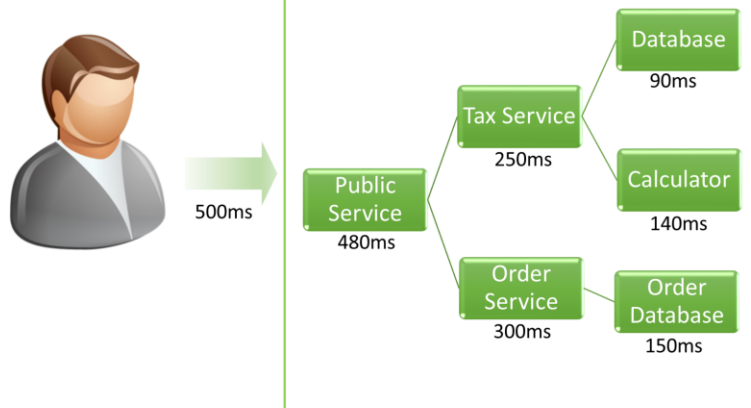 500ms
Public
Service
480ms
Tax Service
250ms
Database
90ms
Calculator
140ms
Order
Service
300ms
Order
Database
150ms